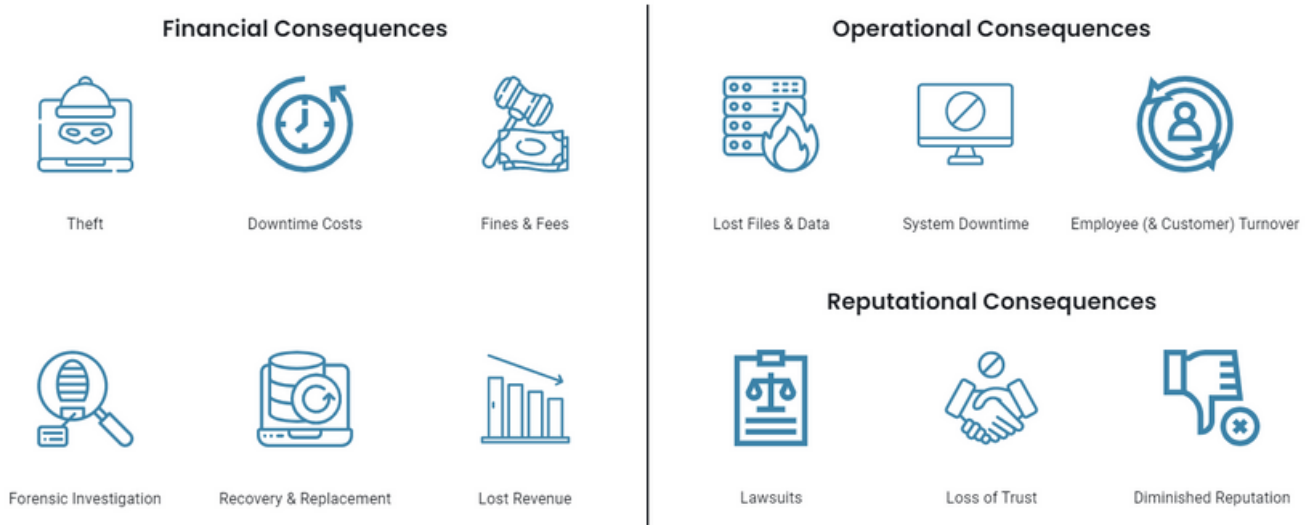 Financial Consequences
Theft
Downtime Costs
Fines & Fees
Forensic Investigation
Recovery & Replacement
Lost Revenue
Operational Consequences
Lost Files & Data
System Downtime
Employee (& Customer) Turnover
Reputational Consequences
Lawsuits
Loss of Trust
Diminished Reputation